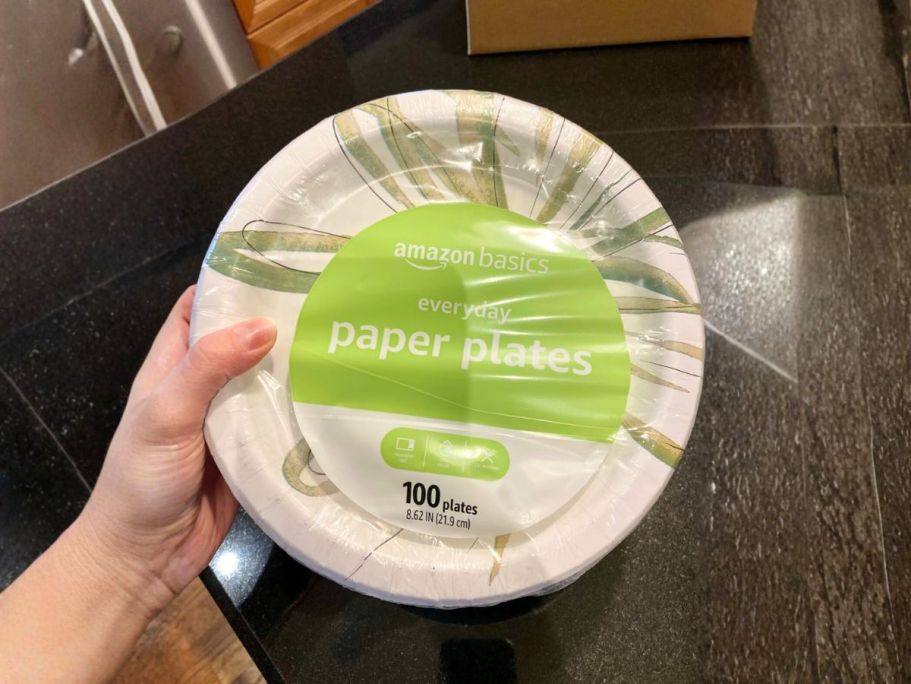 amazon basics
everyday
paper plates
100 plates
8.62 IN (21.9 cm)